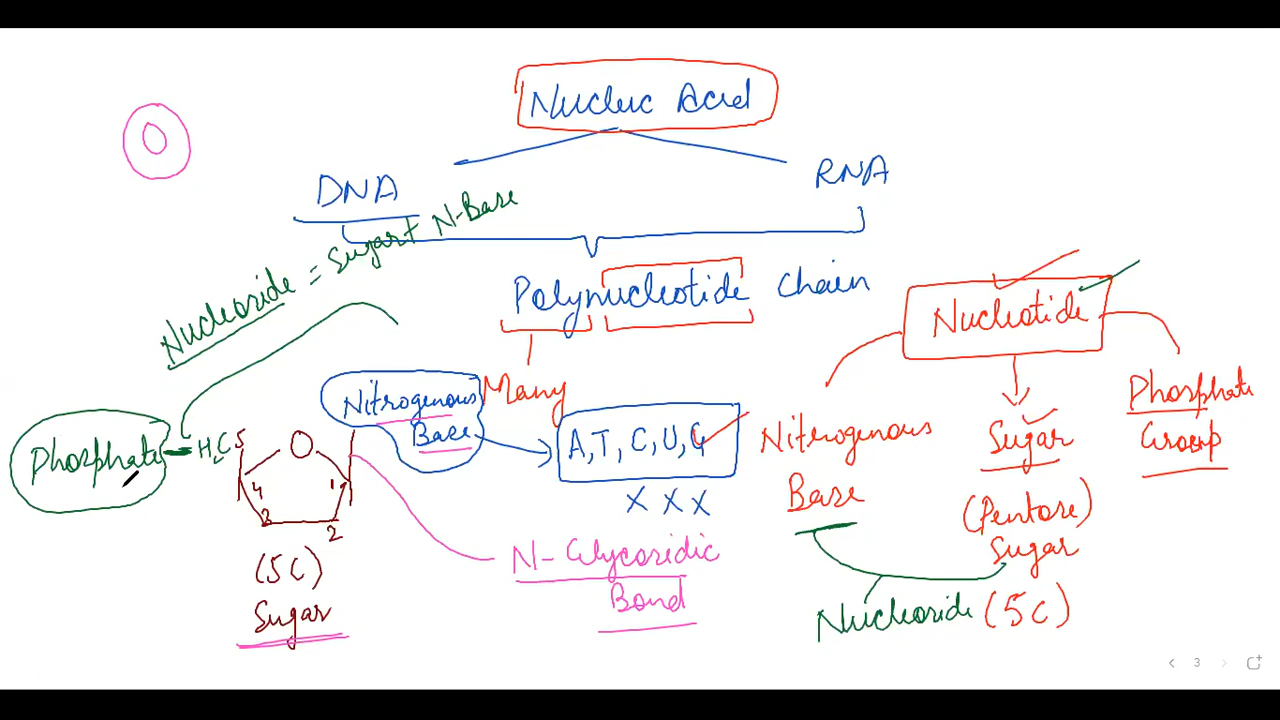 Nucleic Acid
DNA
RNA
Nucleoside = Sugar + N-Base
Polynucleotide Chain
Many
Nucleotide
Nitrogenous
Base
Sugar
(Pentose)
Sugar
(5C)
Phosphate
Group
Nucleoside
Phosphate
H2C
5
O
4
1
3
2
(5C)
Sugar
Nitrogenous
Base
A, T, C, U, G
X X X
N-Glycosidic
Bond
3